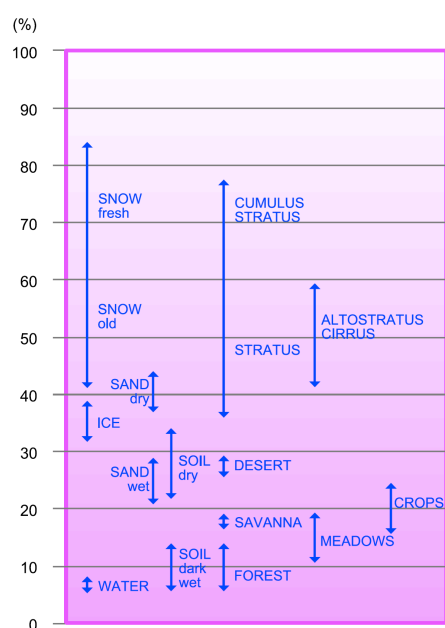 (%)
100
90
80
70
60
50
40
30
20
10
0
SNOW
fresh
CUMULUS
STRATUS
SNOW
old
ALTOSTRATUS
CIRRUS
STRATUS
SAND
dry
ICE
SOIL
dry
DESERT
SAND
wet
CROPS
SAVANNA
MEADOWS
SOIL
dark
wet
FOREST
WATER